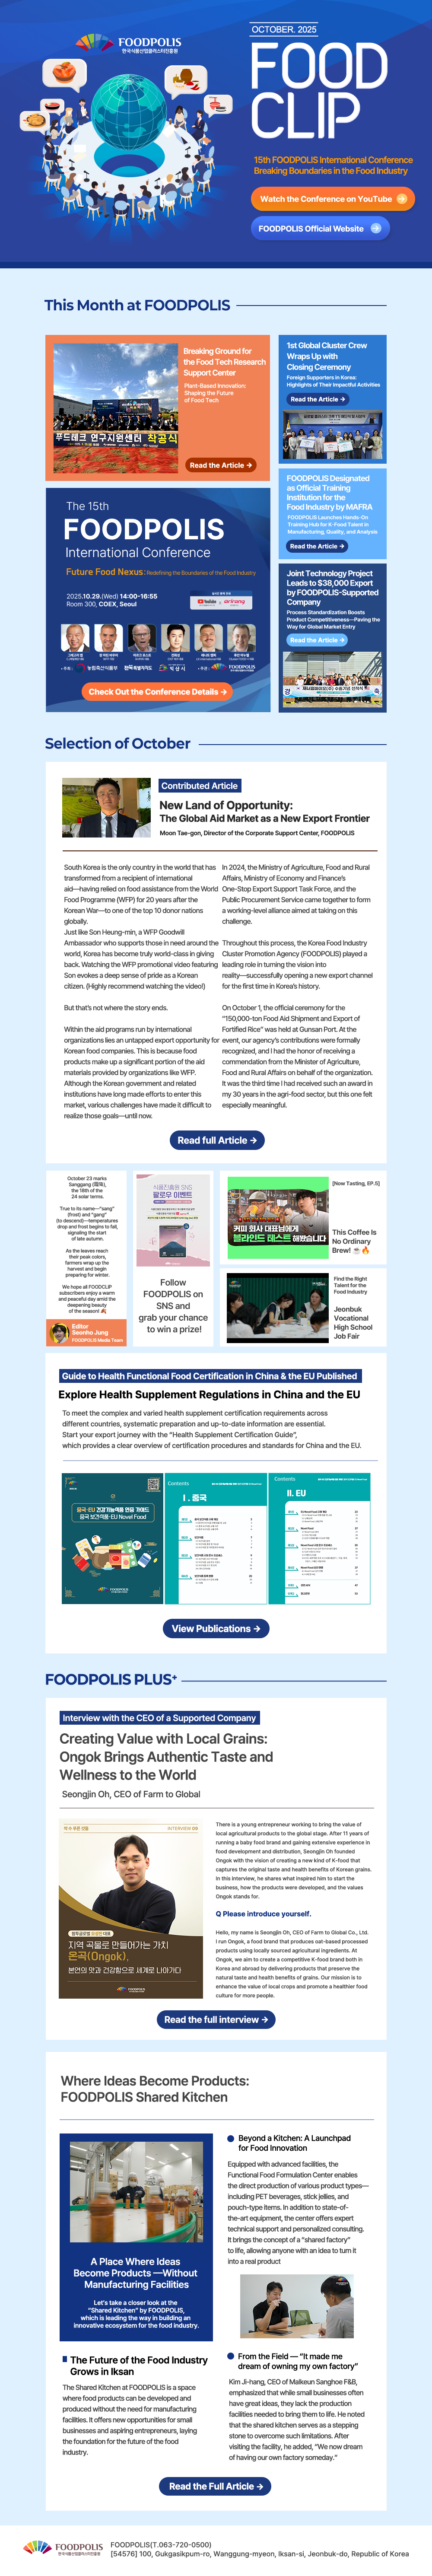 FOODPOLIS
한국식품산업클러스터진흥원
OCTOBER. 2025
FOOD
CLIP
15th FOODPOLIS International Conference
Breaking Boundaries in the Food Industry
Watch the Conference on YouTube
FOODPOLIS Official Website
This Month at FOODPOLIS
Breaking Ground for
the Food Tech Research
Support Center
Plant-Based Innovation:
Shaping the Future
of Food Tech
Read the Article
푸드테크 연구지원센터 착공식
1st Global Cluster Crew
Wraps Up with
Closing Ceremony
Foreign Supporters in Korea:
Highlights of Their Impactful Activities
Read the Article
FOODPOLIS Designated
as Official Training
Institution for the
Food Industry by MAFRA
FOODPOLIS Launches Hands-On
Training Hub for K-Food Talent in
Manufacturing, Quality, and Analysis
Read the Article
The 15th
FOODPOLIS
International Conference
Future Food Nexus: Redefining the Boundaries of the Food Industry
2025.10.29.(Wed) 14:00-16:55
Room 300, COEX, Seoul
YouTube
arirang
농림축산식품부
전북특별자치도
익산시
FOODPOLIS
Check Out the Conference Details
Joint Technology Project
Leads to $38,000 Export
by FOODPOLIS-Supported
Company
Process Standardization Boosts
Product Competitiveness—Paving the
Way for Global Market Entry
Read the Article
Selection of October
Contributed Article
New Land of Opportunity:
The Global Aid Market as a New Export Frontier
Moon Tae-gon, Director of the Corporate Support Center, FOODPOLIS
South Korea is the only country in the world that has
transformed from a recipient of international
aid—having relied on food assistance from the World
Food Programme (WFP) for 20 years after the
Korean War—to one of the top 10 donor nations
globally.
Just like Son Heung-min, a WFP Goodwill
Ambassador who supports those in need around the
world, Korea has become truly world-class in giving
back. Watching the WFP promotional video featuring
Son evokes a deep sense of pride as a Korean
citizen. (Highly recommend watching the video!)
But that's not where the story ends.
Within the aid programs run by international
organizations lies an untapped export opportunity for
Korean food companies. This is because food
products make up a significant portion of the aid
materials provided by organizations like WFP.
Although the Korean government and related
institutions have long made efforts to enter this
market, various challenges have made it difficult to
realize those goals—until now.
In 2024, the Ministry of Agriculture, Food and Rural
Affairs, Ministry of Economy and Finance's
One-Stop Export Support Task Force, and the
Public Procurement Service came together to form
a working-level alliance aimed at taking on this
challenge.
Throughout this process, the Korea Food Industry
Cluster Promotion Agency (FOODPOLIS) played a
leading role in turning the vision into
reality—successfully opening a new export channel
for the first time in Korea's history.
On October 1, the official ceremony for the
"150,000-ton Food Aid Shipment and Export of
Fortified Rice" was held at Gunsan Port. At the
event, our agency's contributions were formally
recognized, and I had the honor of receiving a
commendation from the Minister of Agriculture,
Food and Rural Affairs on behalf of the organization.
It was the third time I had received such an award in
my 30 years in the agri-food sector, but this one felt
especially meaningful.
Read full Article
October 23 marks
Sanggang (霜降),
the 18th of the
24 solar terms.
True to its name—"sang"
(frost) and "gang"
(to descend)—temperatures
drop and frost begins to fall,
signaling the start
of late autumn.
As the leaves reach
their peak colors,
farmers wrap up the
harvest and begin
preparing for winter.
We hope all FOODCLIP
subscribers enjoy a warm
and peaceful day amid the
deepening beauty
of the season!
Editor
Seonho Jung
FOODPOLIS Media Team
식품진흥원 SNS
팔로우 이벤트
Follow
FOODPOLIS on
SNS and
grab your chance
to win a prize!
커피 회사 대표님에게
블라인드 테스트 해봤습니다
[Now Tasting, EP.5]
This Coffee Is
No Ordinary
Brew!
Find the Right
Talent for the
Food Industry
Jeonbuk
Vocational
High School
Job Fair
Guide to Health Functional Food Certification in China & the EU Published
Explore Health Supplement Regulations in China and the EU
To meet the complex and varied health supplement certification requirements across
different countries, systematic preparation and up-to-date information are essential.
Start your export journey with the "Health Supplement Certification Guide",
which provides a clear overview of certification procedures and standards for China and the EU.
중국·EU 건강기능식품 인증 가이드
중국 보건식품·EU Novel Food
FOODPOLIS
Contents
I. 중국
Contents
II. EU
View Publications
FOODPOLIS PLUS+
Interview with the CEO of a Supported Company
Creating Value with Local Grains:
Ongok Brings Authentic Taste and
Wellness to the World
Seongjin Oh, CEO of Farm to Global
INTERVIEW 09
지역 곡물로 만들어가는 가치
온곡(Ongok),
본연의 맛과 건강함으로 세계로 나아가다
FOODPOLIS
There is a young entrepreneur working to bring the value of
local agricultural products to the global stage. After 11 years of
running a baby food brand and gaining extensive experience in
food development and distribution, Seongjin Oh founded
Ongok with the vision of creating a new kind of K-food that
captures the original taste and health benefits of Korean grains.
In this interview, he shares what inspired him to start the
business, how the products were developed, and the values
Ongok stands for.
Q Please introduce yourself.
Hello, my name is Seongjin Oh, CEO of Farm to Global Co., Ltd.
I run Ongok, a food brand that produces oat-based processed
products using locally sourced agricultural ingredients. At
Ongok, we aim to create a competitive K-food brand both in
Korea and abroad by delivering products that preserve the
natural taste and health benefits of grains. Our mission is to
enhance the value of local crops and promote a healthier food
culture for more people.
Read the full interview
Where Ideas Become Products:
FOODPOLIS Shared Kitchen
A Place Where Ideas
Become Products —Without
Manufacturing Facilities
Let's take a closer look at the
"Shared Kitchen" by FOODPOLIS,
which is leading the way in building an
innovative ecosystem for the food industry.
Beyond a Kitchen: A Launchpad
for Food Innovation
Equipped with advanced facilities, the
Functional Food Formulation Center enables
the direct production of various product types—
including PET beverages, stick jellies, and
pouch-type items. In addition to state-of-
the-art equipment, the center offers expert
technical support and personalized consulting.
It brings the concept of a "shared factory"
to life, allowing anyone with an idea to turn it
into a real product
The Future of the Food Industry
Grows in Iksan
The Shared Kitchen at FOODPOLIS is a space
where food products can be developed and
produced without the need for manufacturing
facilities. It offers new opportunities for small
businesses and aspiring entrepreneurs, laying
the foundation for the future of the food
industry.
From the Field — "It made me
dream of owning my own factory"
Kim Ji-hang, CEO of Malkeun Sanghoe F&B,
emphasized that while small businesses often
have great ideas, they lack the production
facilities needed to bring them to life. He noted
that the shared kitchen serves as a stepping
stone to overcome such limitations. After
visiting the facility, he added, "We now dream
of having our own factory someday."
Read the Full Article
FOODPOLIS
한국식품산업클러스터진흥원
FOODPOLIS(T.063-720-0500)
[54576] 100, Gukgasikpum-ro, Wanggung-myeon, Iksan-si, Jeonbuk-do, Republic of Korea